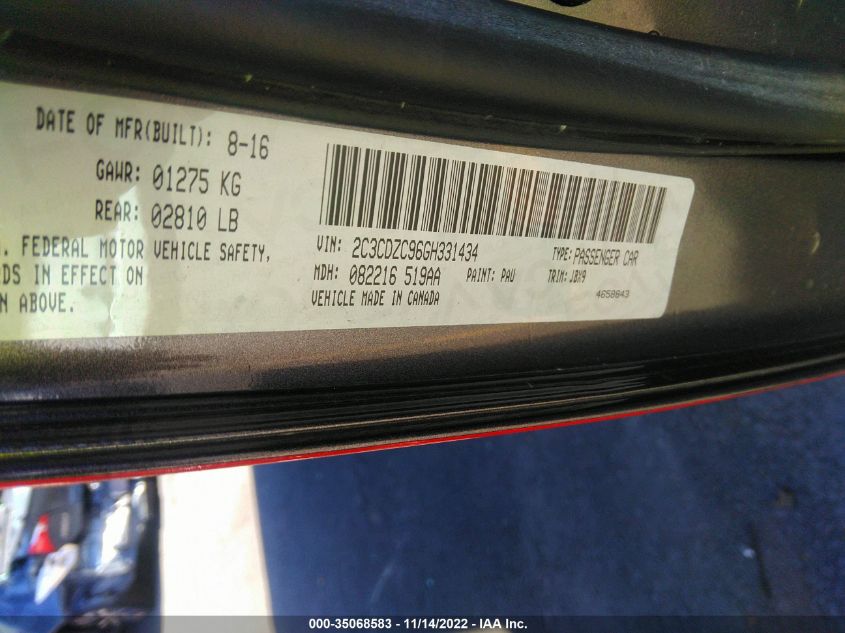 DATE OF MFR(BUILT): 8-16
GAWR: 01275 KG
REAR: 02810 LB
. FEDERAL MOTOR VEHICLE SAFETY,
DS IN EFFECT ON
N ABOVE.
VIN: 2C3CDZC96GH331434
TYPE: PASSENGER CAR
MDH: 082216 519AA
PAINT: PAU
TRIM: JBX9
VEHICLE MADE IN CANADA
4658843
000-35068583 - 11/14/2022 - IAA Inc.